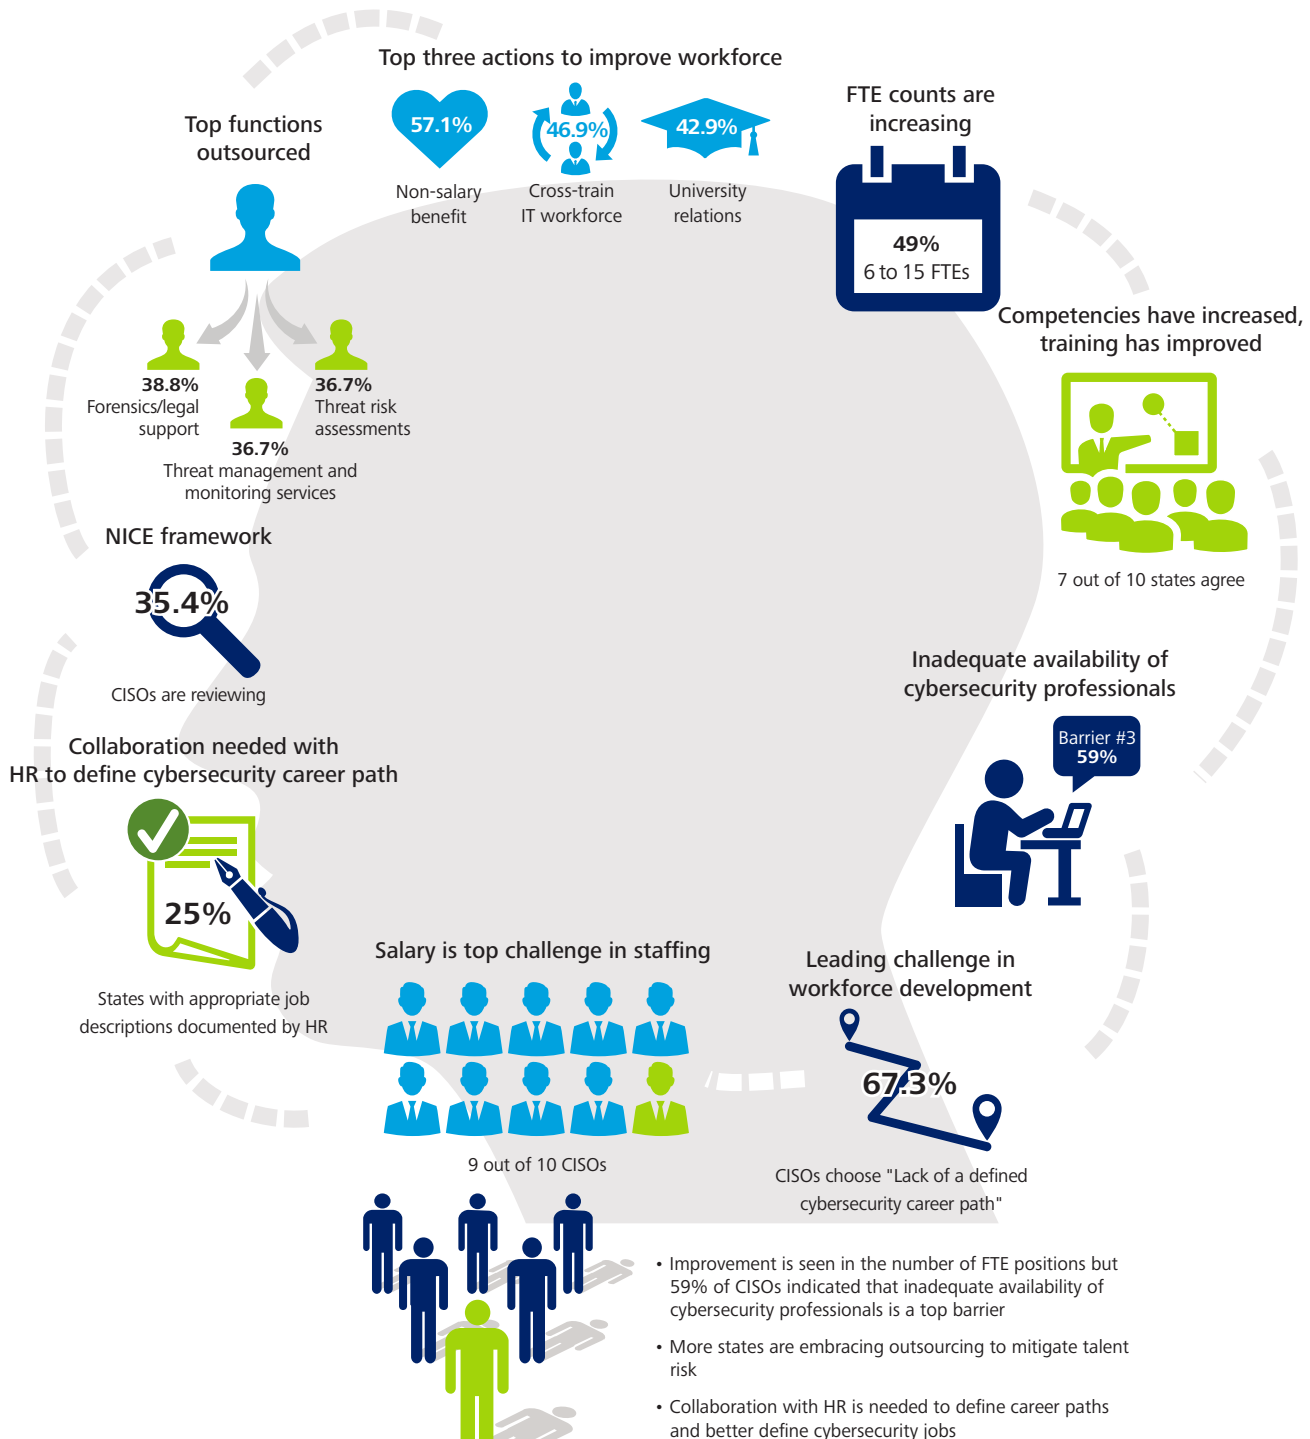 Top three actions to improve workforce
57.1%
Non-salary
benefit
46.9%
Cross-train
IT workforce
42.9%
University
relations
FTE counts are
increasing
49%
6 to 15 FTEs
Top functions
outsourced
38.8%
Forensics/legal
support
36.7%
Threat management and
monitoring services
36.7%
Threat risk
assessments
Competencies have increased,
training has improved
7 out of 10 states agree
NICE framework
35.4%
CISOs are reviewing
Inadequate availability of
cybersecurity professionals
Barrier #3
59%
Collaboration needed with
HR to define cybersecurity career path
25%
States with appropriate job
descriptions documented by HR
Salary is top challenge in staffing
9 out of 10 CISOs
Leading challenge in
workforce development
67.3%
CISOs choose "Lack of a defined
cybersecurity career path"
• Improvement is seen in the number of FTE positions but
59% of CISOs indicated that inadequate availability of
cybersecurity professionals is a top barrier
• More states are embracing outsourcing to mitigate talent
risk
• Collaboration with HR is needed to define career paths
and better define cybersecurity jobs